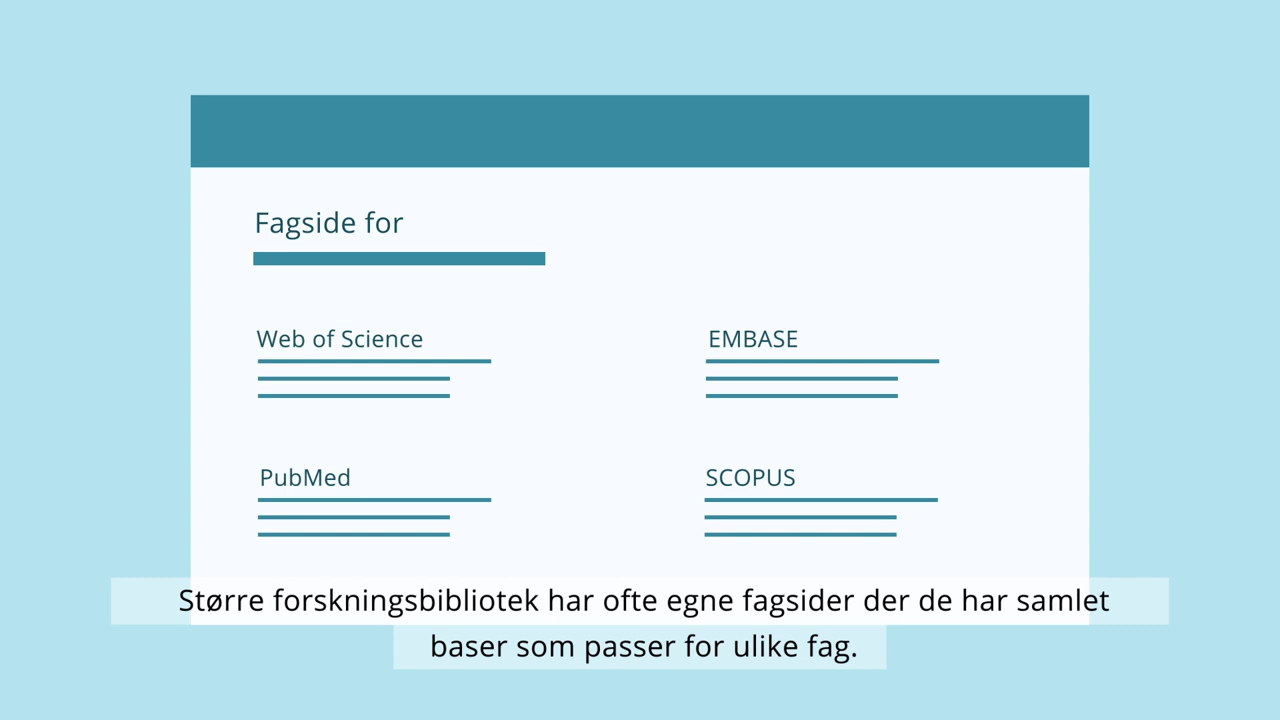 Fagside for
Web of Science
EMBASE
PubMed
SCOPUS
Større forskningsbibliotek har ofte egne fagsider der de har samlet
baser som passer for ulike fag.